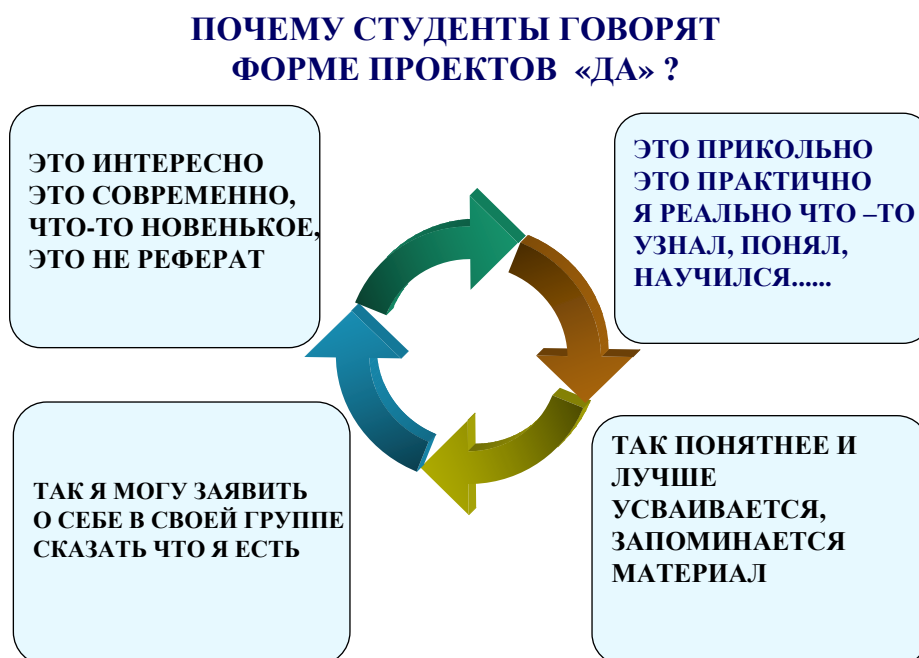 ПОЧЕМУ СТУДЕНТЫ ГОВОРЯТ
ФОРМЕ ПРОЕКТОВ «ДА» ?
ЭТО ИНТЕРЕСНО
ЭТО СОВРЕМЕННО,
ЧТО-ТО НОВЕНЬКОЕ,
ЭТО НЕ РЕФЕРАТ
ЭТО ПРИКОЛЬНО
ЭТО ПРАКТИЧНО
Я РЕАЛЬНО ЧТО –ТО
УЗНАЛ, ПОНЯЛ,
НАУЧИЛСЯ......
ТАК Я МОГУ ЗАЯВИТЬ
О СЕБЕ В СВОЕЙ ГРУППЕ
СКАЗАТЬ ЧТО Я ЕСТЬ
ТАК ПОНЯТНЕЕ И
ЛУЧШЕ
УСВАИВАЕТСЯ,
ЗАПОМИНАЕТСЯ
МАТЕРИАЛ